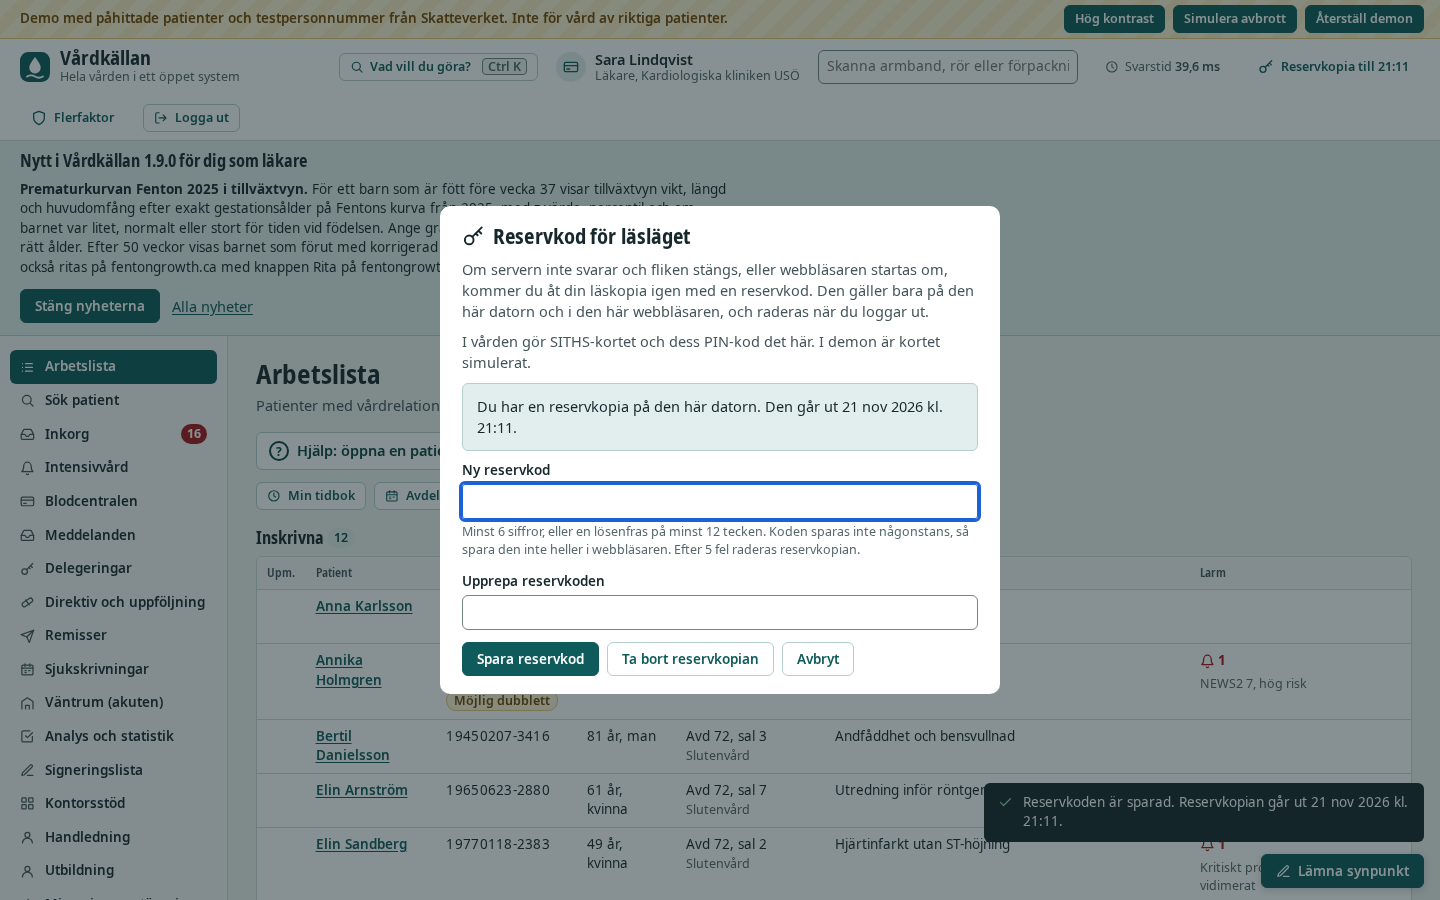 Demo med påhittade patienter och testpersonnummer från Skatteverket. Inte för vård av riktiga patienter.
Hög kontrast
Simulera avbrott
Återställ demon
Vårdkällan
Hela vården i ett öppet system
Vad vill du göra?
Ctrl K
Sara Lindqvist
Läkare, Kardiologiska kliniken USÖ
Skanna armband, rör eller förpackni
Svarstid 39,6 ms
Reservkopia till 21:11
Flerfaktor
Logga ut
Nytt i Vårdkällan 1.9.0 för dig som läkare
Prematurkurvan Fenton 2025 i tillväxtvyn. För ett barn som är fött före vecka 37 visar tillväxtvyn vikt, längd
och huvudomfång efter exakt gestationsålder på Fentons kurva
barnet var litet, normalt eller stort för tiden vid födelsen. Ange
rätt ålder. Efter 50 veckor visas barnet som förut med korrigerad
också ritas på fentongrowth.ca med knappen Rita på
Stäng nyheterna
Alla nyheter
Reservkod för läsläget
Om servern inte svarar och fliken stängs, eller webbläsaren startas om,
kommer du åt din läskopia igen med en reservkod. Den gäller bara på den
här datorn och i den här webbläsaren, och raderas när du loggar ut.
I vården gör SITHS-kortet och dess PIN-kod det här. I demon är kortet
simulerat.
Du har en reservkopia på den här datorn. Den går ut 21 nov 2026 kl.
21:11.
Ny reservkod
Minst 6 siffror, eller en lösenfras på minst 12 tecken. Koden sparas inte någonstans, så
spara den inte heller i webbläsaren. Efter 5 fel raderas reservkopian.
Upprepa reservkoden
Spara reservkod
Ta bort reservkopian
Avbryt
Arbetslista
Sök patient
Inkorg
16
Intensivvård
Blodcentralen
Meddelanden
Delegeringar
Direktiv och uppföljning
Remisser
Sjukskrivningar
Väntrum (akuten)
Analys och statistik
Signeringslista
Kontorsstöd
Handledning
Utbildning
Arbetslista
Patienter med vårdrelation
Hjälp: öppna en
Min tidbok
Inskrivna
12
Upm.
Patient
Larm
Anna Karlsson
Annika
Holmgren
Möjlig dubblett
1
NEWS2 7, hög risk
Bertil
Danielsson
19450207-3416
81 år, man
Avd 72, sal 3
Slutenvård
Andfåddhet och bensvullnad
Elin Arnström
19650623-2880
61 år,
kvinna
Avd 72, sal 7
Slutenvård
Utredning inför
Elin Sandberg
19770118-2383
49 år,
kvinna
Avd 72, sal 2
Slutenvård
Hjärtinfarkt utan ST-höjning
1
Kritiskt
vidimerat
Reservkoden är sparad. Reservkopian går ut 21 nov 2026 kl.
21:11.
Lämna synpunkt